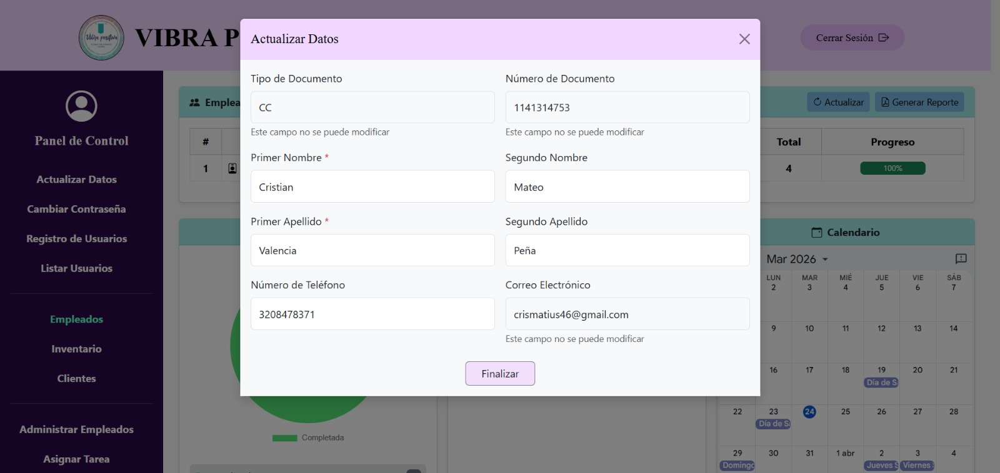 Vibra positiva
VIBRA P
Cerrar Sesión
Actualizar Datos
Tipo de Documento
Número de Documento
CC
1141314753
Este campo no se puede modificar
Este campo no se puede modificar
Primer Nombre *
Segundo Nombre
Cristian
Mateo
Primer Apellido *
Segundo Apellido
Valencia
Peña
Número de Teléfono
Correo Electrónico
3208478371
crismatius46@gmail.com
Este campo no se puede modificar
Finalizar
Panel de Control
Actualizar Datos
Cambiar Contraseña
Registro de Usuarios
Listar Usuarios
Empleados
Inventario
Clientes
Administrar Empleados
Asignar Tarea
Emplea
Actualizar
Generar Reporte
#
Total
Progreso
1
4
100%
Completada
Calendario
Mar 2026
LUN MAR MIÉ JUE VIE SÁB
2 3 4 5 6 7
9 10 11 12 13 14
16 17 18 19 20 21
Día de S
22 23 24 25 26 27 28
Día de S
29 30 31 1 abr 2 3 4
Domingo Jueves S Viernes